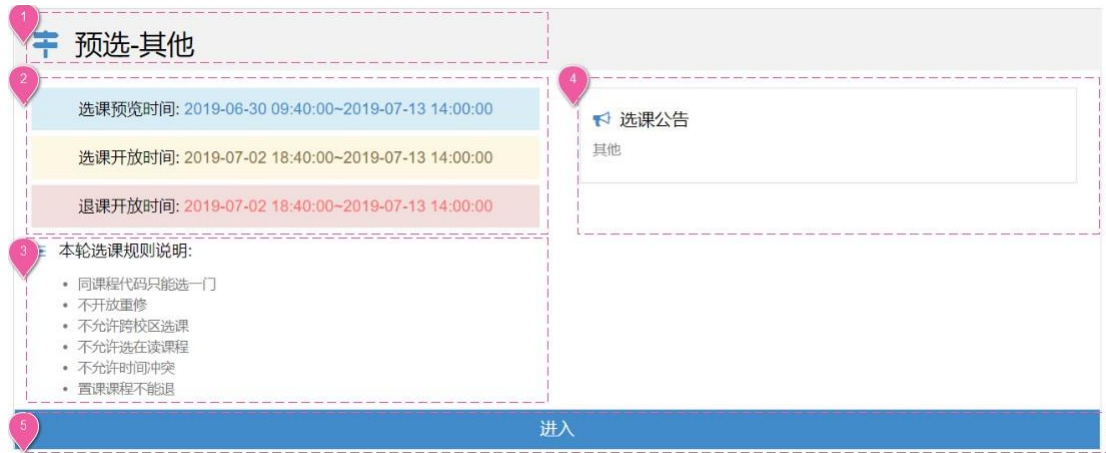 1
预选-其他
2
选课预览时间: 2019-06-30 09:40:00~2019-07-13 14:00:00
选课开放时间: 2019-07-02 18:40:00~2019-07-13 14:00:00
退课开放时间: 2019-07-02 18:40:00~2019-07-13 14:00:00
3
本轮选课规则说明:
• 同课程代码只能选一门
• 不开放重修
• 不允许跨校区选课
• 不允许选在读课程
• 不允许时间冲突
• 置课课程不能退
4
选课公告
其他
5
进入